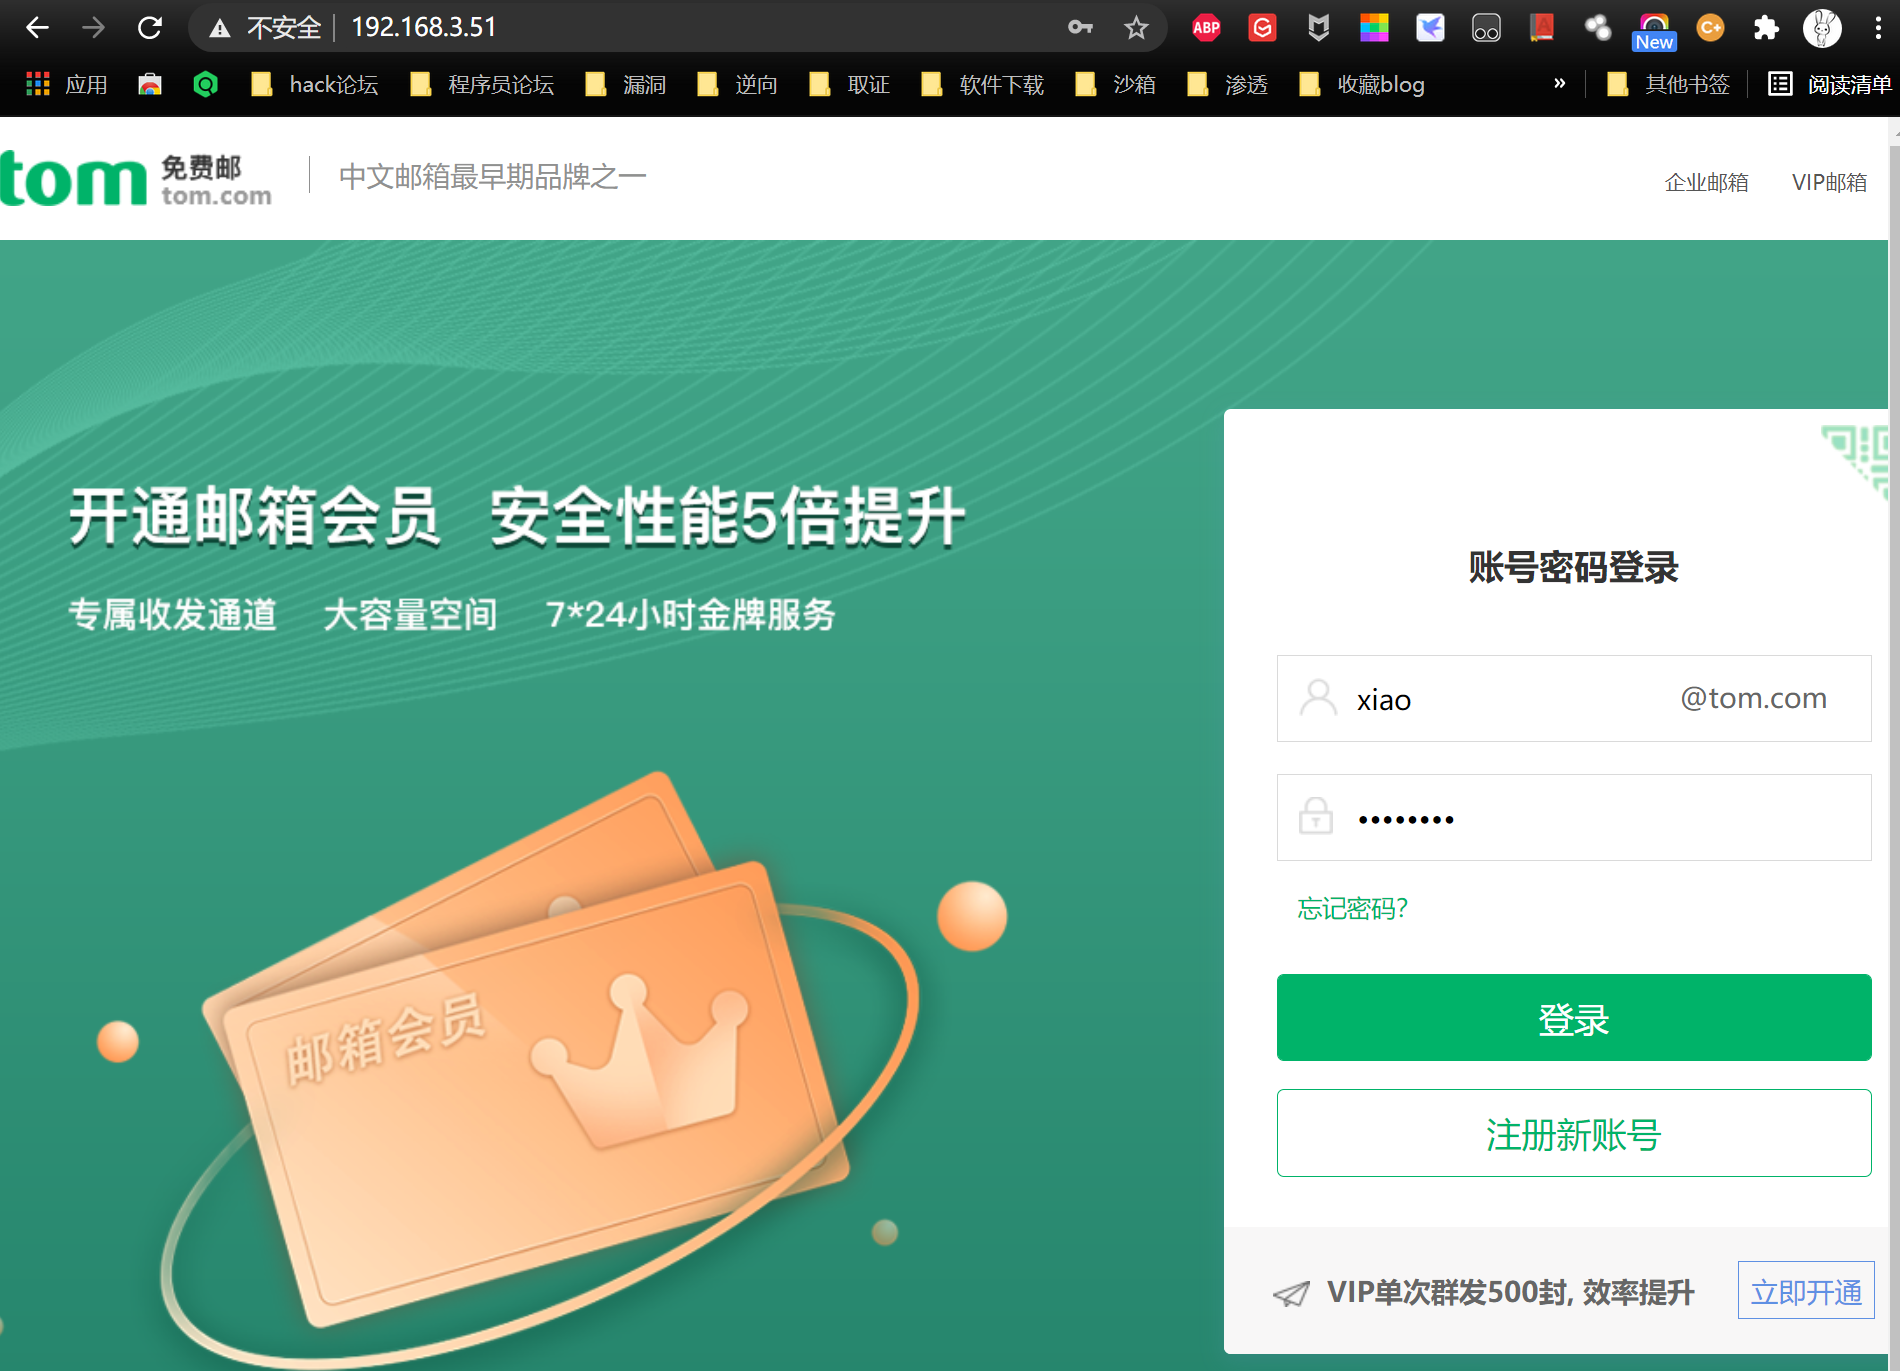 不安全 192.168.3.51
ABP
New
C+
应用 hack论坛 程序员论坛 漏洞 逆向 取证 软件下载 沙箱 渗透 收藏blog » 其他书签 阅读清单
tom 免费邮 tom.com 中文邮箱最早期品牌之一
企业邮箱 VIP邮箱
开通邮箱会员 安全性能5倍提升
专属收发通道 大容量空间 7*24小时金牌服务
邮箱会员
账号密码登录
xiao @tom.com
••••••••
忘记密码?
登录
注册新账号
VIP单次群发500封, 效率提升 立即开通